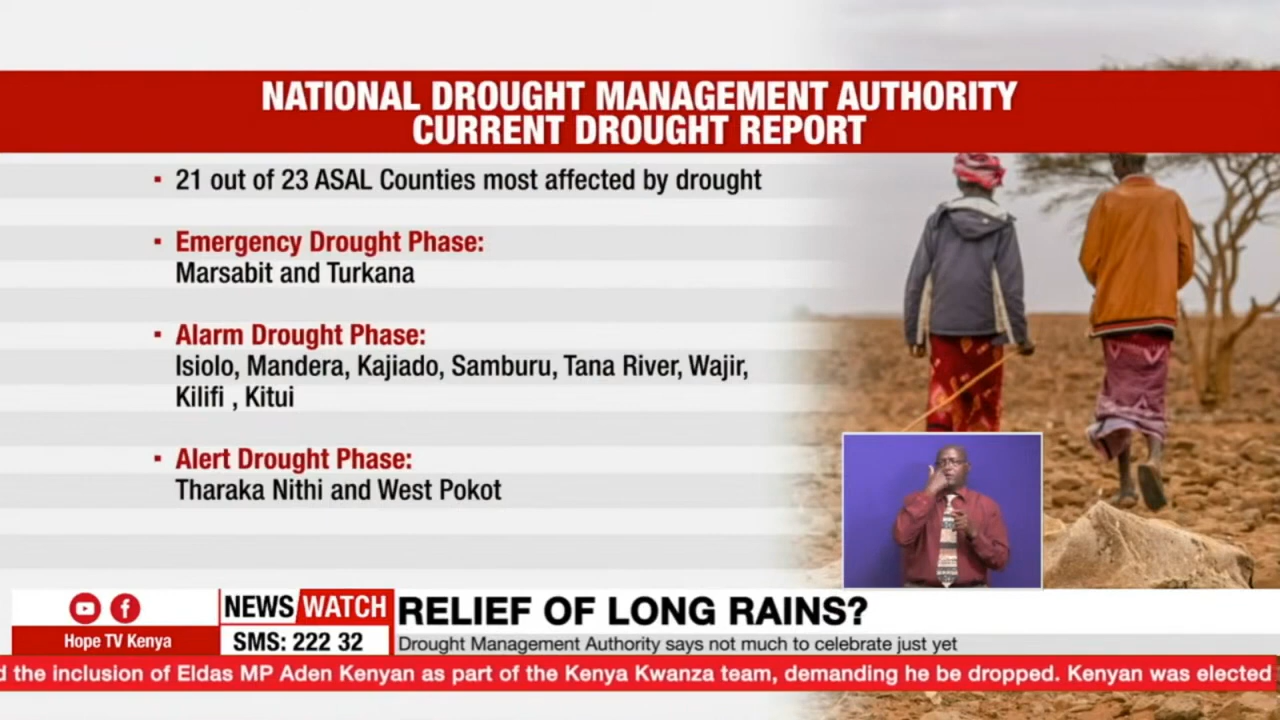 NATIONAL DROUGHT MANAGEMENT AUTHORITY
CURRENT DROUGHT REPORT
▪ 21 out of 23 ASAL Counties most affected by drought
▪ Emergency Drought Phase:
Marsabit and Turkana
▪ Alarm Drought Phase:
Isiolo, Mandera, Kajiado, Samburu, Tana River, Wajir,
Kilifi , Kitui
▪ Alert Drought Phase:
Tharaka Nithi and West Pokot
Hope TV Kenya
NEWS WATCH
SMS: 222 32
RELIEF OF LONG RAINS?
Drought Management Authority says not much to celebrate just yet
the inclusion of Eldas MP Aden Kenyan as part of the Kenya Kwanza team, demanding he be dropped. Kenyan was elected